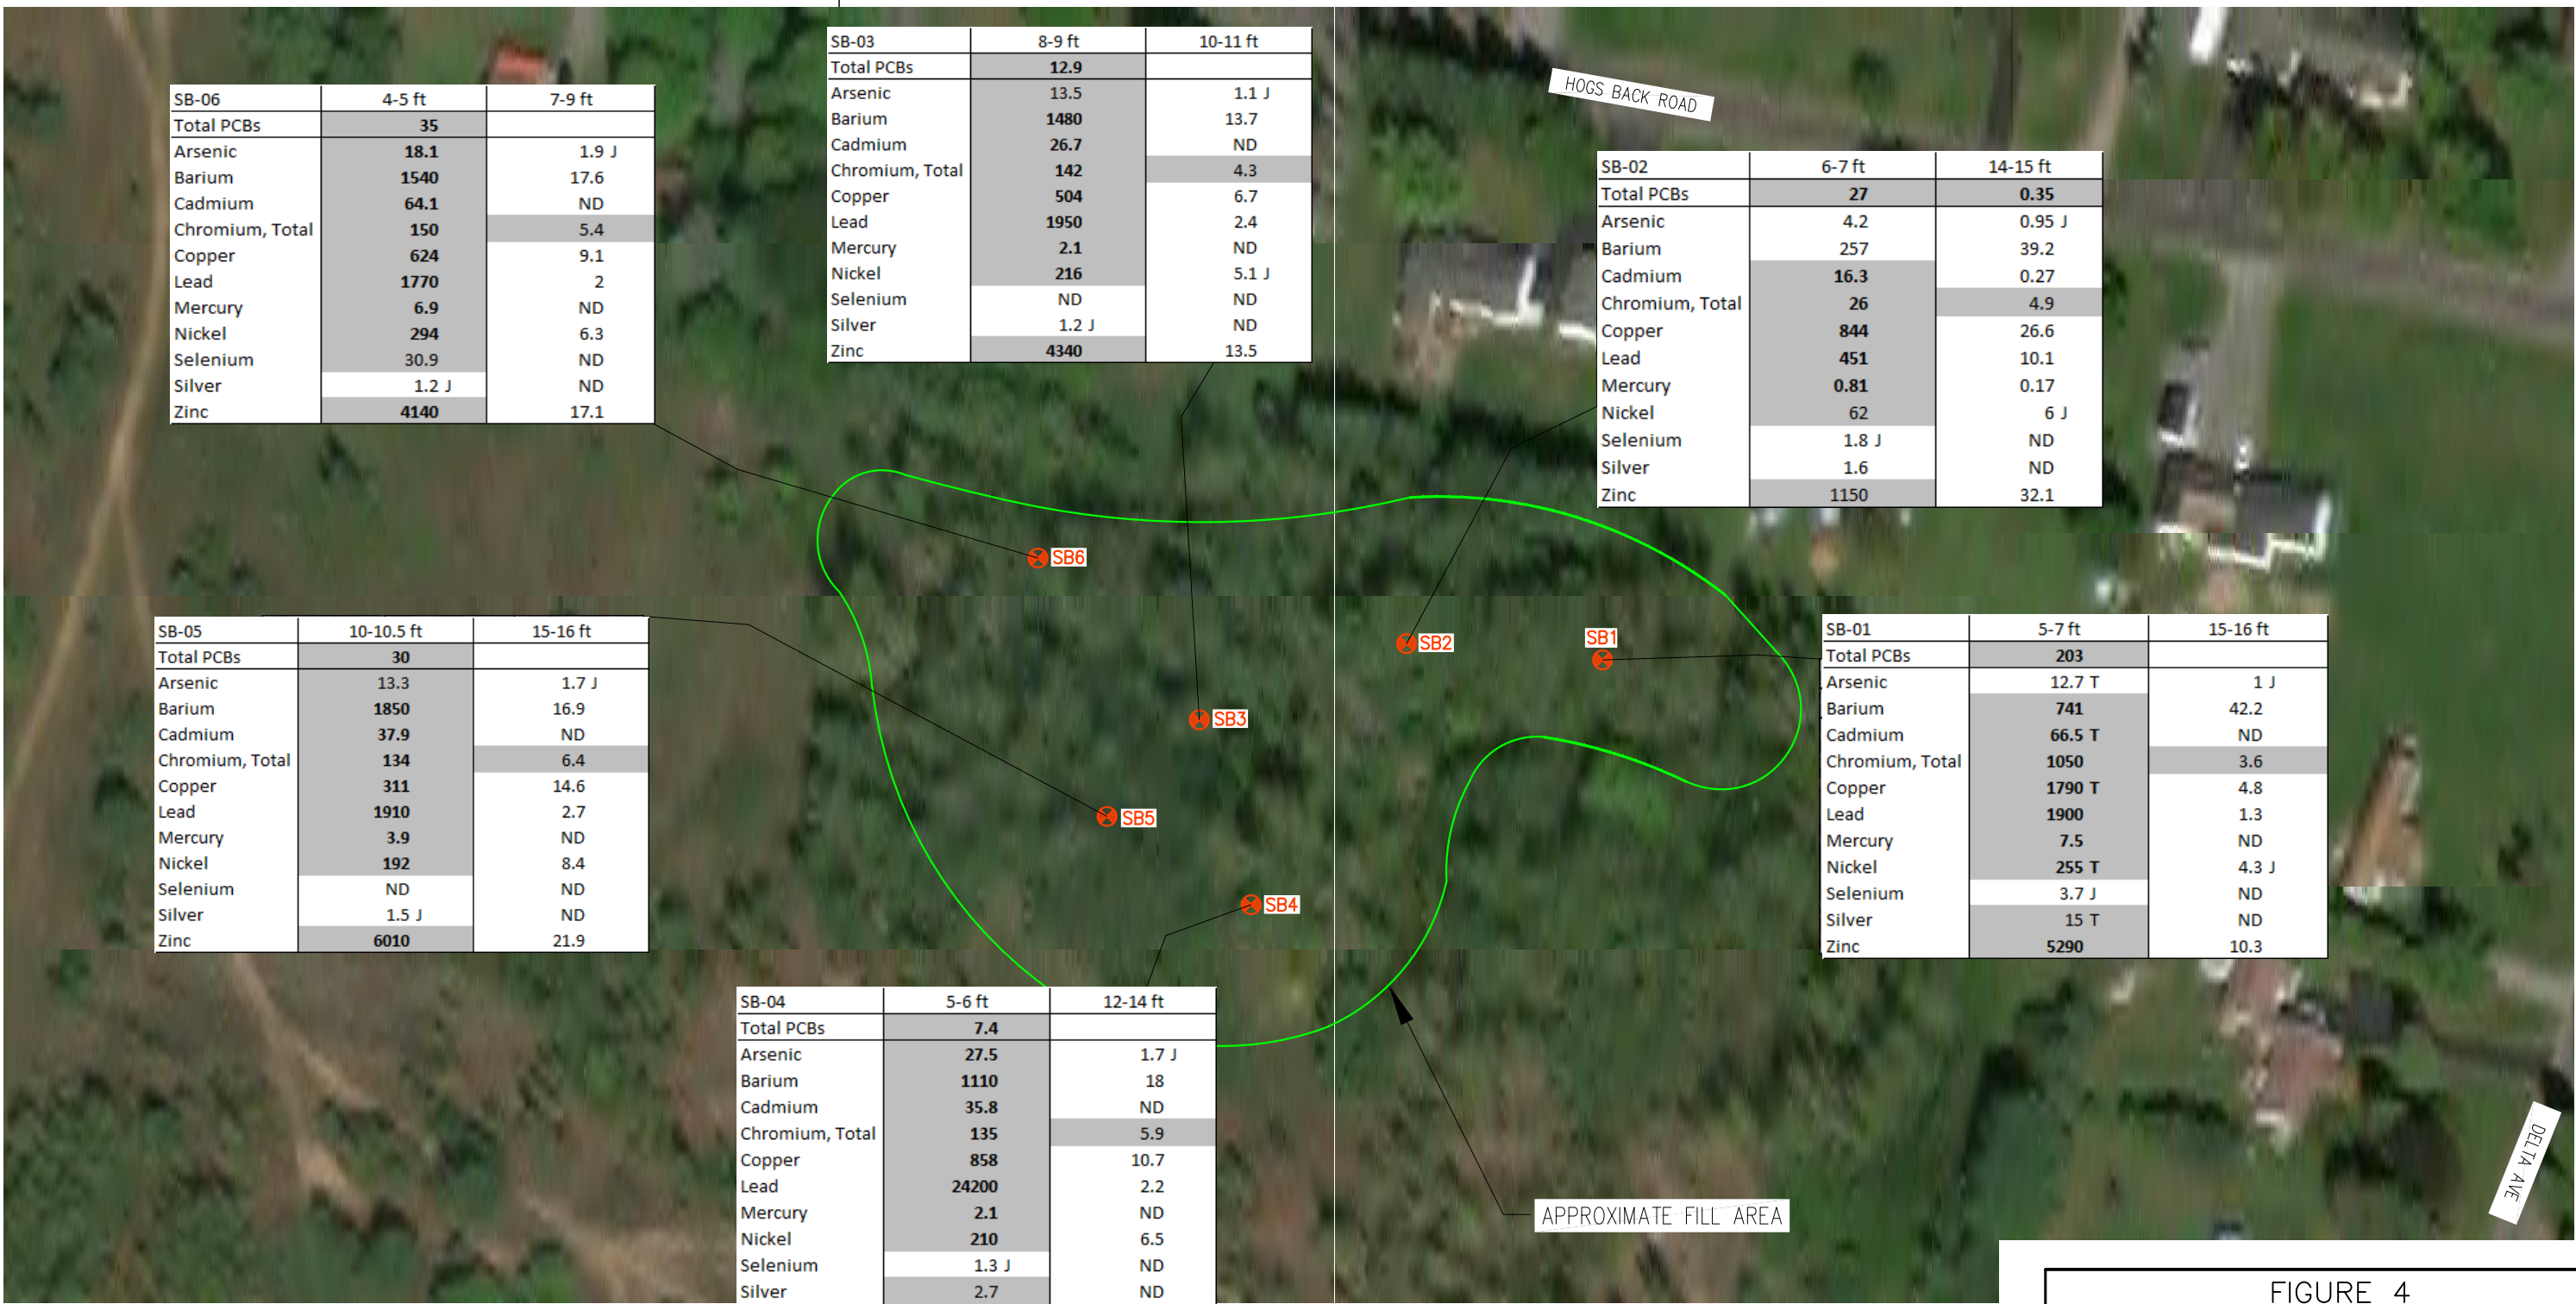 SB-03 8-9 ft 10-11 ft
Total PCBs 12.9
Arsenic 13.5 1.1 J
Barium 1480 13.7
Cadmium 26.7 ND
Chromium, Total 142 4.3
Copper 504 6.7
Lead 1950 2.4
Mercury 2.1 ND
Nickel 216 5.1 J
Selenium ND ND
Silver 1.2 J ND
Zinc 4340 13.5
HOGS BACK ROAD
SB-06 4-5 ft 7-9 ft
Total PCBs 35
Arsenic 18.1 1.9 J
Barium 1540 17.6
Cadmium 64.1 ND
Chromium, Total 150 5.4
Copper 624 9.1
Lead 1770 2
Mercury 6.9 ND
Nickel 294 6.3
Selenium 30.9 ND
Silver 1.2 J ND
Zinc 4140 17.1
SB-02 6-7 ft 14-15 ft
Total PCBs 27 0.35
Arsenic 4.2 0.95 J
Barium 257 39.2
Cadmium 16.3 0.27
Chromium, Total 26 4.9
Copper 844 26.6
Lead 451 10.1
Mercury 0.81 0.17
Nickel 62 6 J
Selenium 1.8 J ND
Silver 1.6 ND
Zinc 1150 32.1
SB6
SB2
SB1
SB3
SB5
SB4
SB-05 10-10.5 ft 15-16 ft
Total PCBs 30
Arsenic 13.3 1.7 J
Barium 1850 16.9
Cadmium 37.9 ND
Chromium, Total 134 6.4
Copper 311 14.6
Lead 1910 2.7
Mercury 3.9 ND
Nickel 192 8.4
Selenium ND ND
Silver 1.5 J ND
Zinc 6010 21.9
SB-01 5-7 ft 15-16 ft
Total PCBs 203
Arsenic 12.7 T 1 J
Barium 741 42.2
Cadmium 66.5 T ND
Chromium, Total 1050 3.6
Copper 1790 T 4.8
Lead 1900 1.3
Mercury 7.5 ND
Nickel 255 T 4.3 J
Selenium 3.7 J ND
Silver 15 T ND
Zinc 5290 10.3
SB-04 5-6 ft 12-14 ft
Total PCBs 7.4
Arsenic 27.5 1.7 J
Barium 1110 18
Cadmium 35.8 ND
Chromium, Total 135 5.9
Copper 858 10.7
Lead 24200 2.2
Mercury 2.1 ND
Nickel 210 6.5
Selenium 1.3 J ND
Silver 2.7 ND
APPROXIMATE FILL AREA
DELTA AVE
FIGURE 4